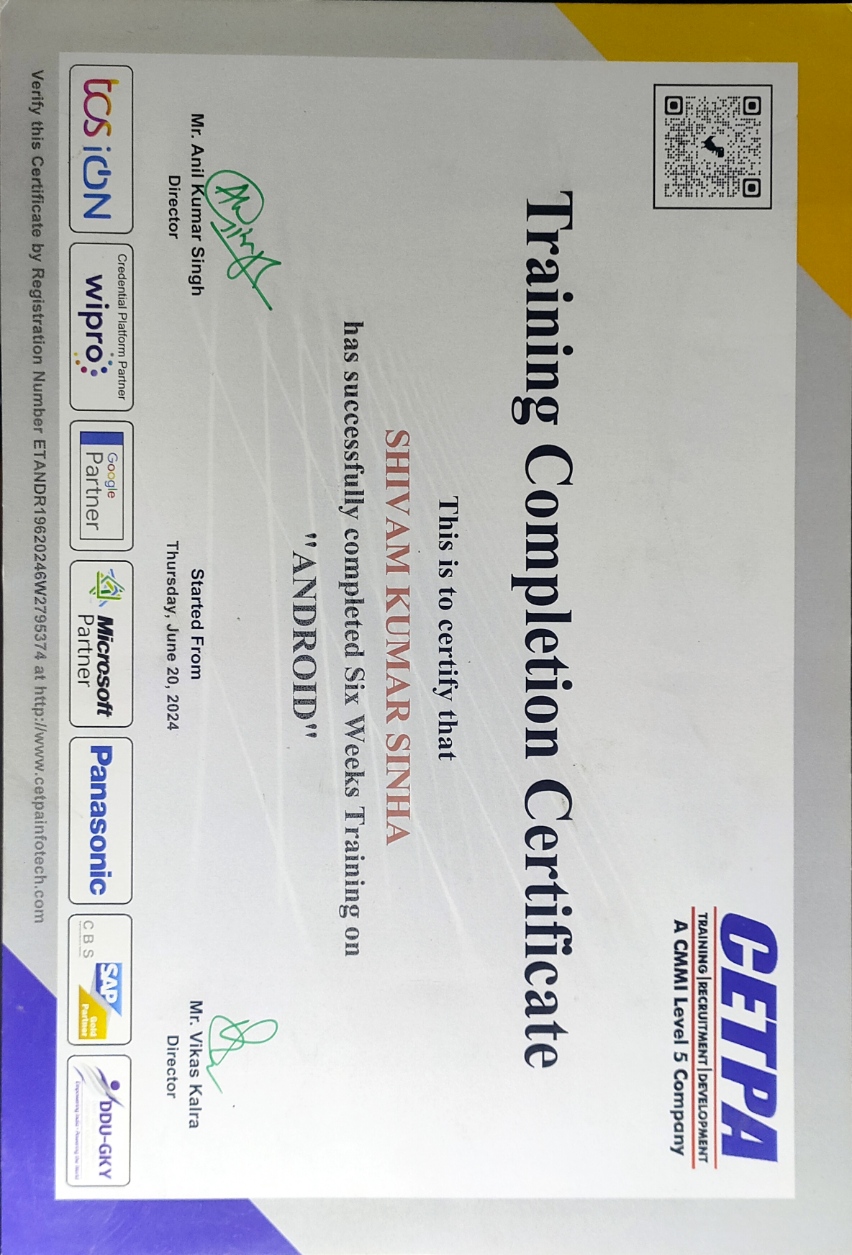 CETPA
TRAINING|RECRUITMENT|DEVELOPMENT
A CMMI Level 5 Company
Training Completion Certificate
This is to certify that
SHIVAM KUMAR SINHA
has successfully completed Six Weeks Training on
"ANDROID"
Mr. Anil Kumar Singh
Director
Started From
Thursday, June 20, 2024
Mr. Vikas Kalra
Director
tcs iON
Credential Platform Partner
wipro
Google
Partner
Microsoft
Partner
Panasonic
CBS
SAP
Gold
Partner
DDU-GKY
Empowering India - Powering the World
Verify this Certificate by Registration Number ETANDR19620246W2795374 at http://www.cetpainfotech.com